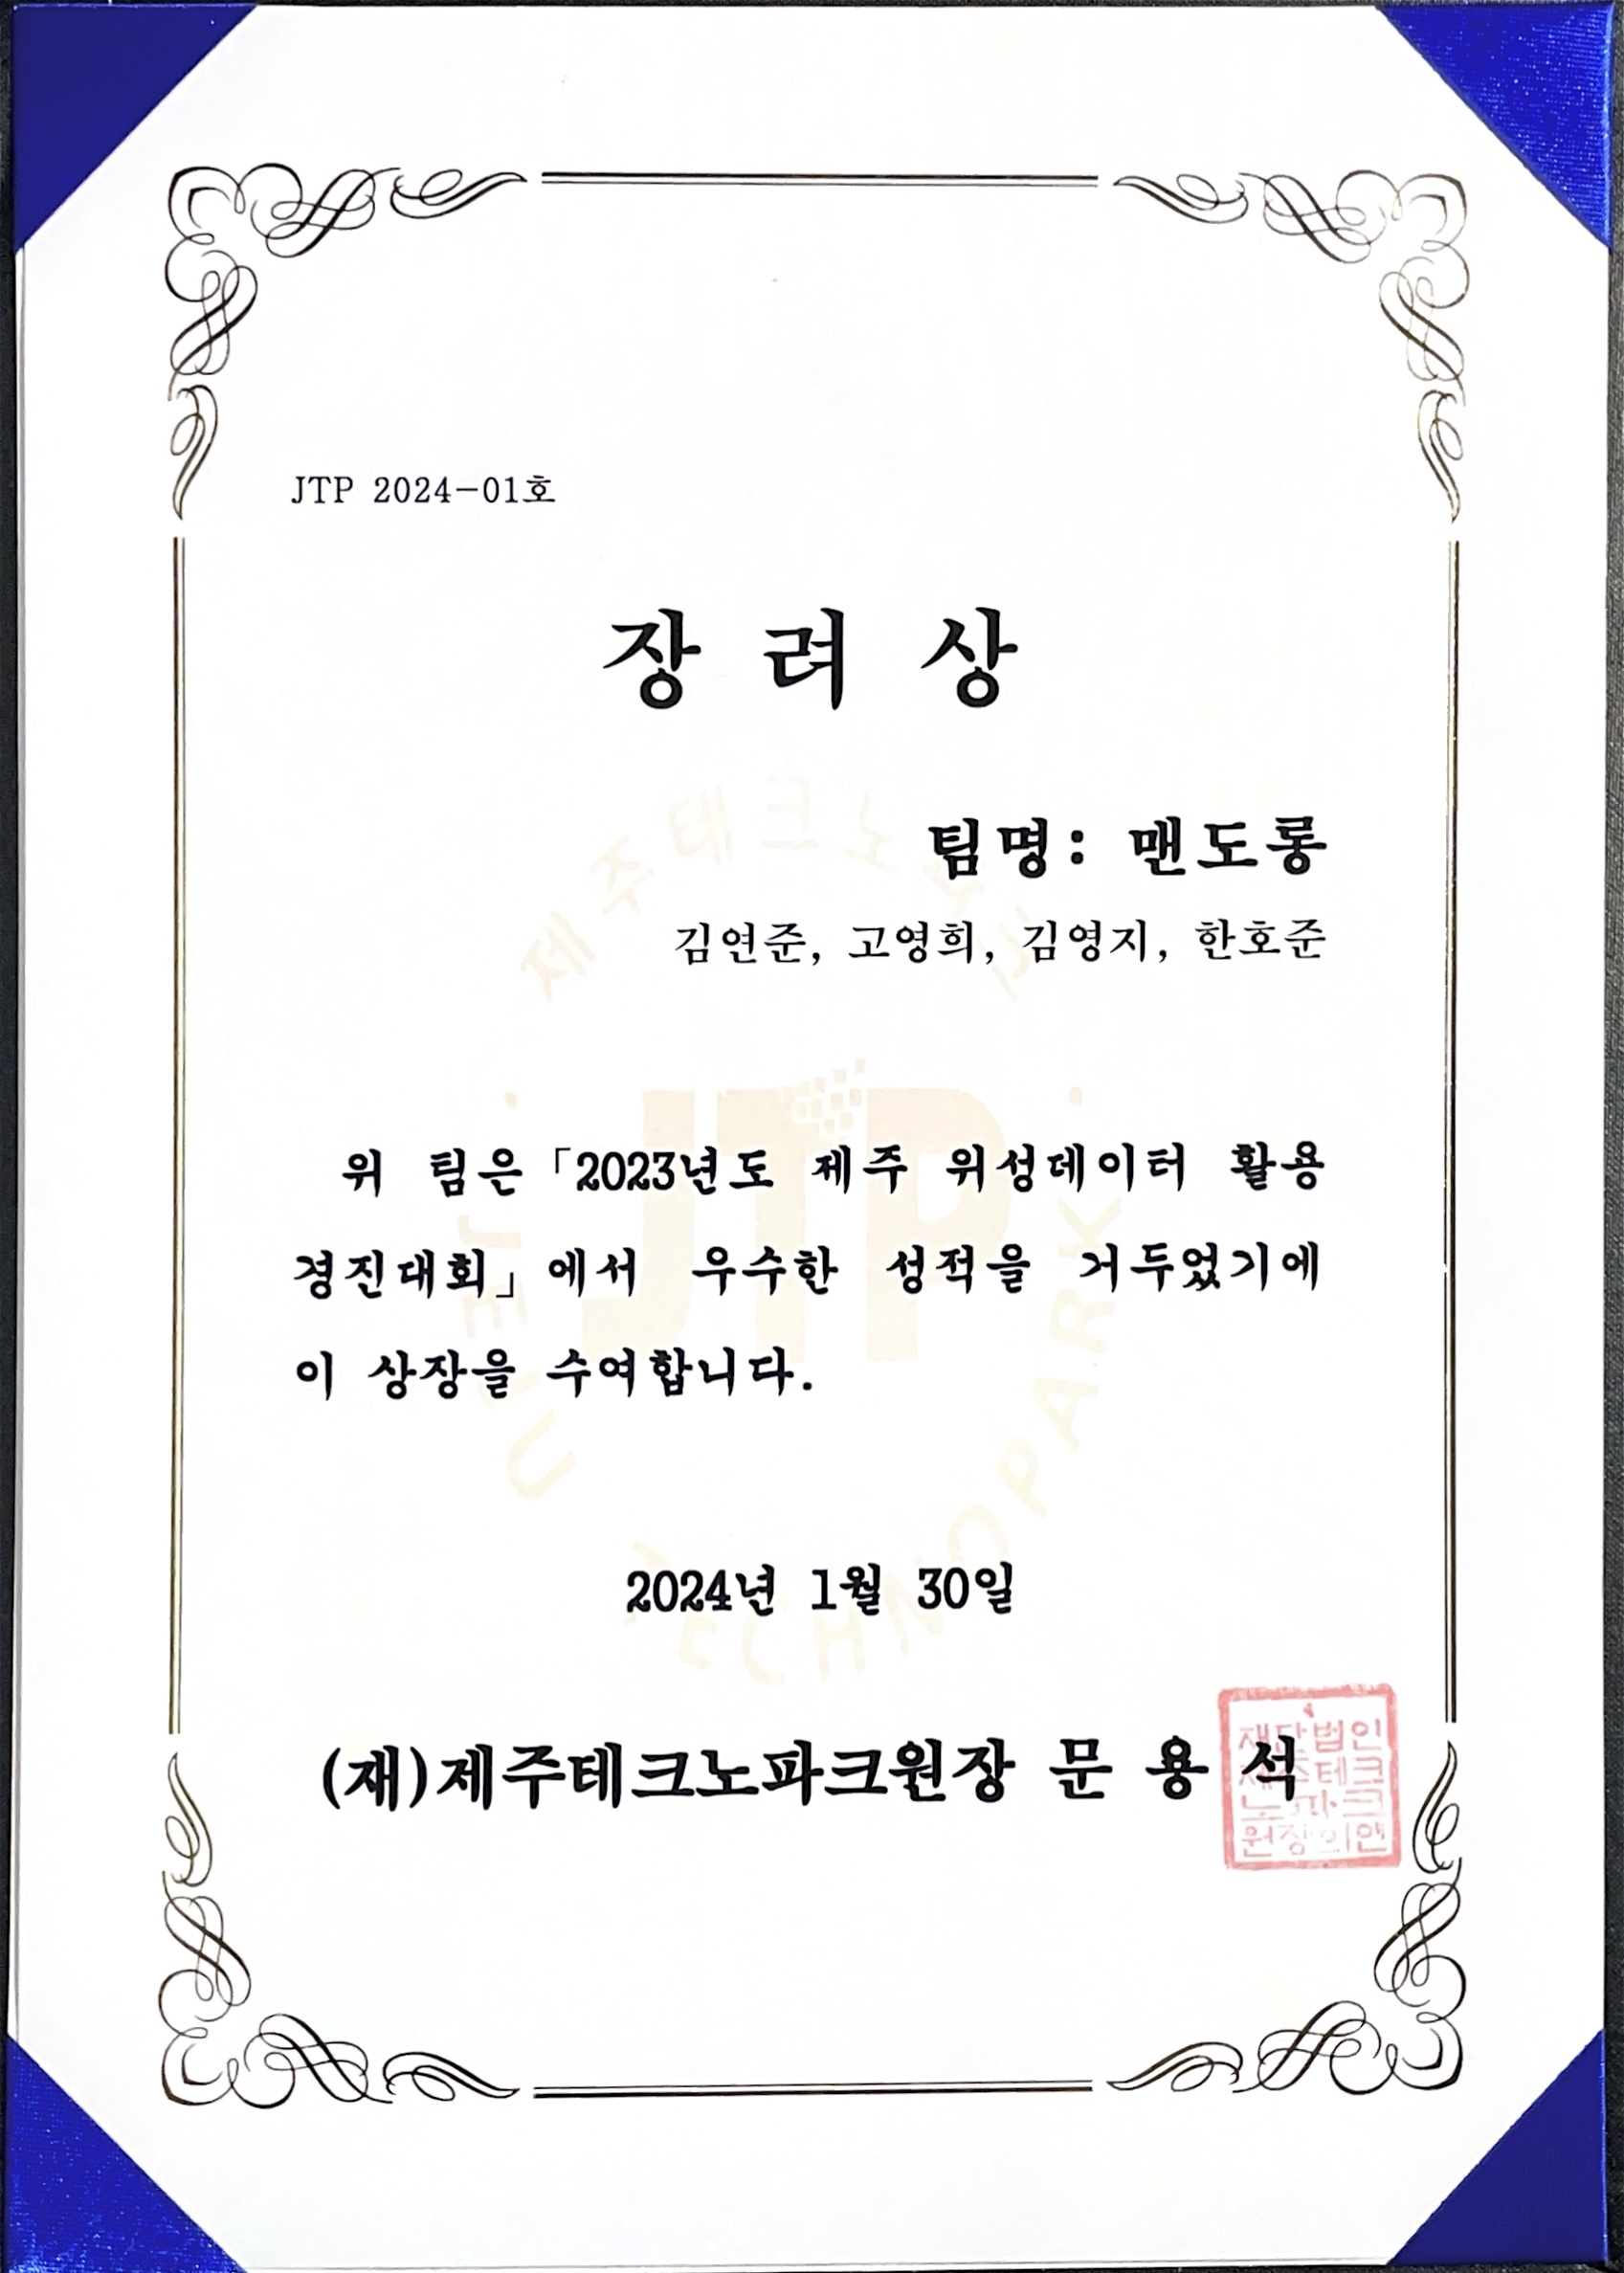 JTP 2024-01호
장 려 상
팀명: 맨도롱
김연준, 고영희, 김영지, 한호준
위 팀은 「2023년도 제주 위성데이터 활용
경진대회」에서 우수한 성적을 거두었기에
이 상장을 수여합니다.
2024년 1월 30일
(재)제주테크노파크원장 문 용 석
재단법인
제주테크
노파크
원장의인
제주테크노파크
JTP
JEJU TECHNOPARK